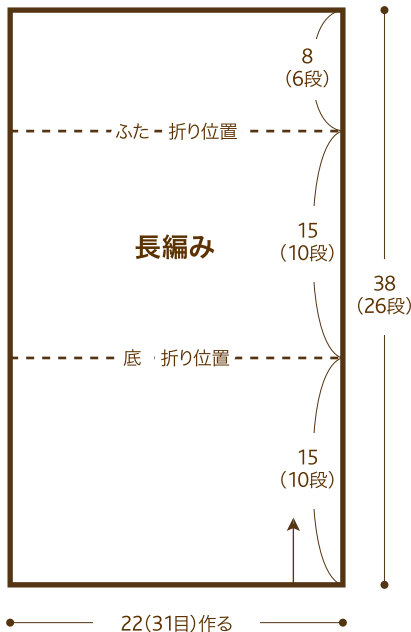 8
(6段)
ふた 折り位置
長編み
15
(10段)
38
(26段)
底 折り位置
15
(10段)
22(31目)作る